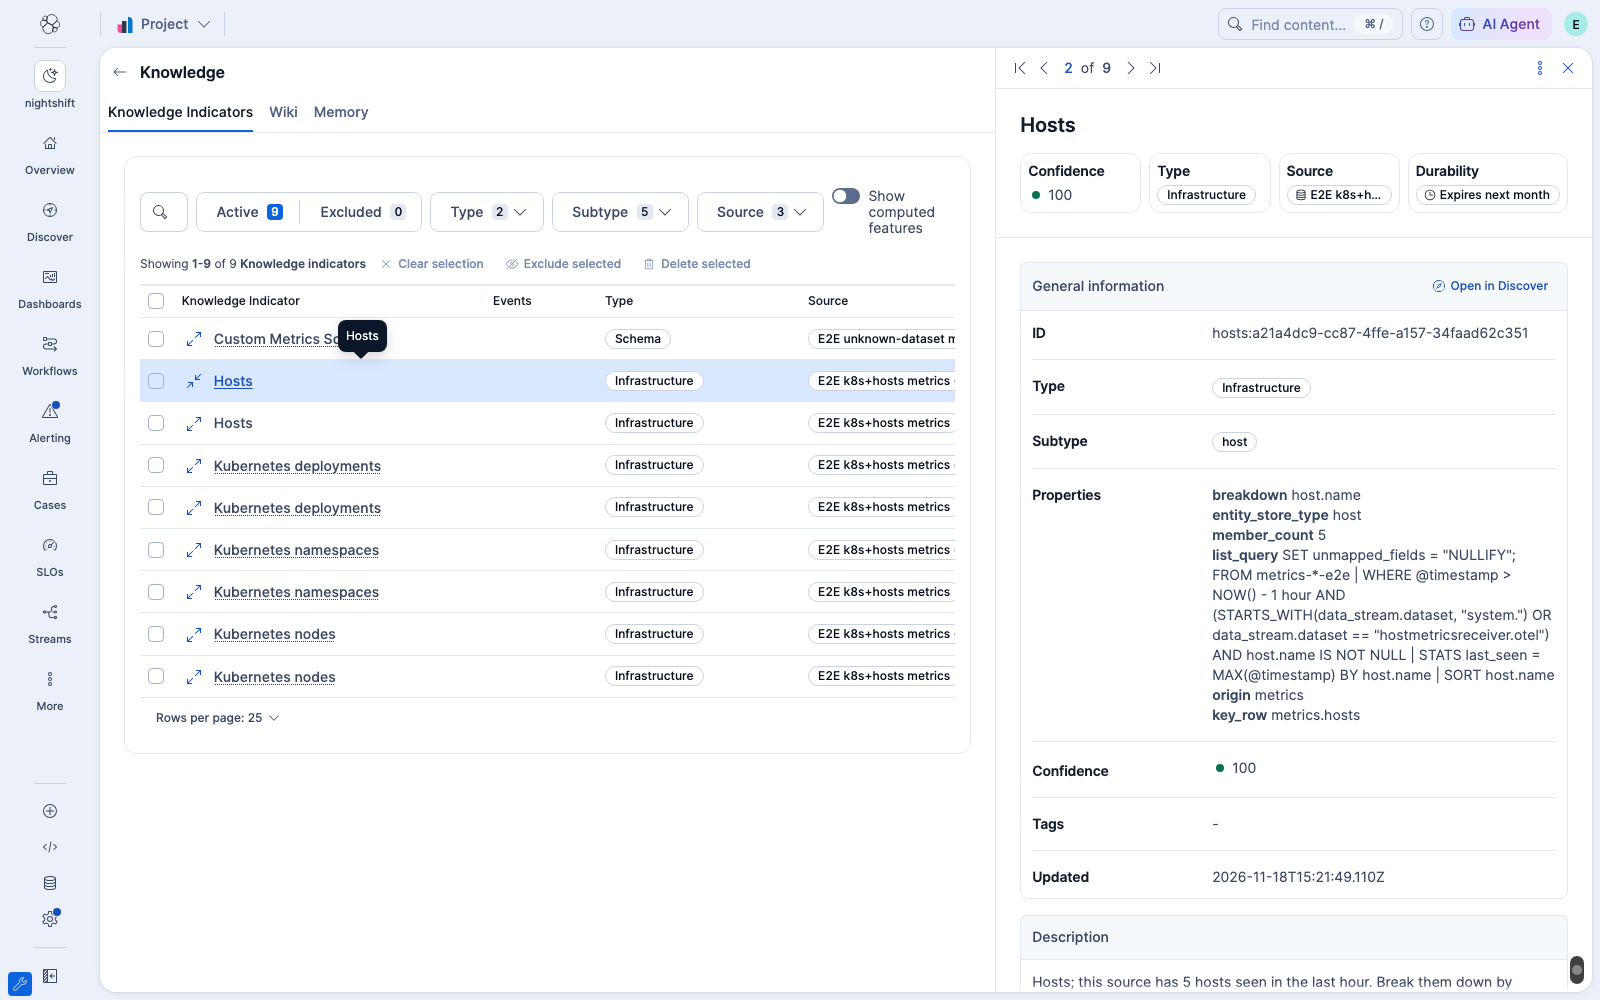 Project
Find content...
⌘ /
AI Agent
E
nightshift
Overview
Discover
Dashboards
Workflows
Alerting
Cases
SLOs
Streams
More
Knowledge
Knowledge Indicators
Wiki
Memory
Active 9
Excluded 0
Type 2
Subtype 5
Source 3
Show computed features
Showing 1-9 of 9 Knowledge indicators
Clear selection
Exclude selected
Delete selected
Knowledge Indicator Events Type Source
Custom Metrics Sc Schema E2E unknown-dataset m
Hosts
Hosts Infrastructure E2E k8s+hosts metrics
Hosts Infrastructure E2E k8s+hosts metrics
Kubernetes deployments Infrastructure E2E k8s+hosts metrics
Kubernetes deployments Infrastructure E2E k8s+hosts metrics
Kubernetes namespaces Infrastructure E2E k8s+hosts metrics
Kubernetes namespaces Infrastructure E2E k8s+hosts metrics
Kubernetes nodes Infrastructure E2E k8s+hosts metrics
Kubernetes nodes Infrastructure E2E k8s+hosts metrics
Rows per page: 25
2 of 9
Hosts
Confidence
100
Type
Infrastructure
Source
E2E k8s+h...
Durability
Expires next month
General information
Open in Discover
ID hosts:a21a4dc9-cc87-4ffe-a157-34faad62c351
Type Infrastructure
Subtype host
Properties breakdown host.name
entity_store_type host
member_count 5
list_query SET unmapped_fields = "NULLIFY";
FROM metrics-*-e2e | WHERE @timestamp >
NOW() - 1 hour AND
(STARTS_WITH(data_stream.dataset, "system.") OR
data_stream.dataset == "hostmetricsreceiver.otel")
AND host.name IS NOT NULL | STATS last_seen =
MAX(@timestamp) BY host.name | SORT host.name
origin metrics
key_row metrics.hosts
Confidence 100
Tags -
Updated 2026-11-18T15:21:49.110Z
Description
Hosts; this source has 5 hosts seen in the last hour. Break them down by